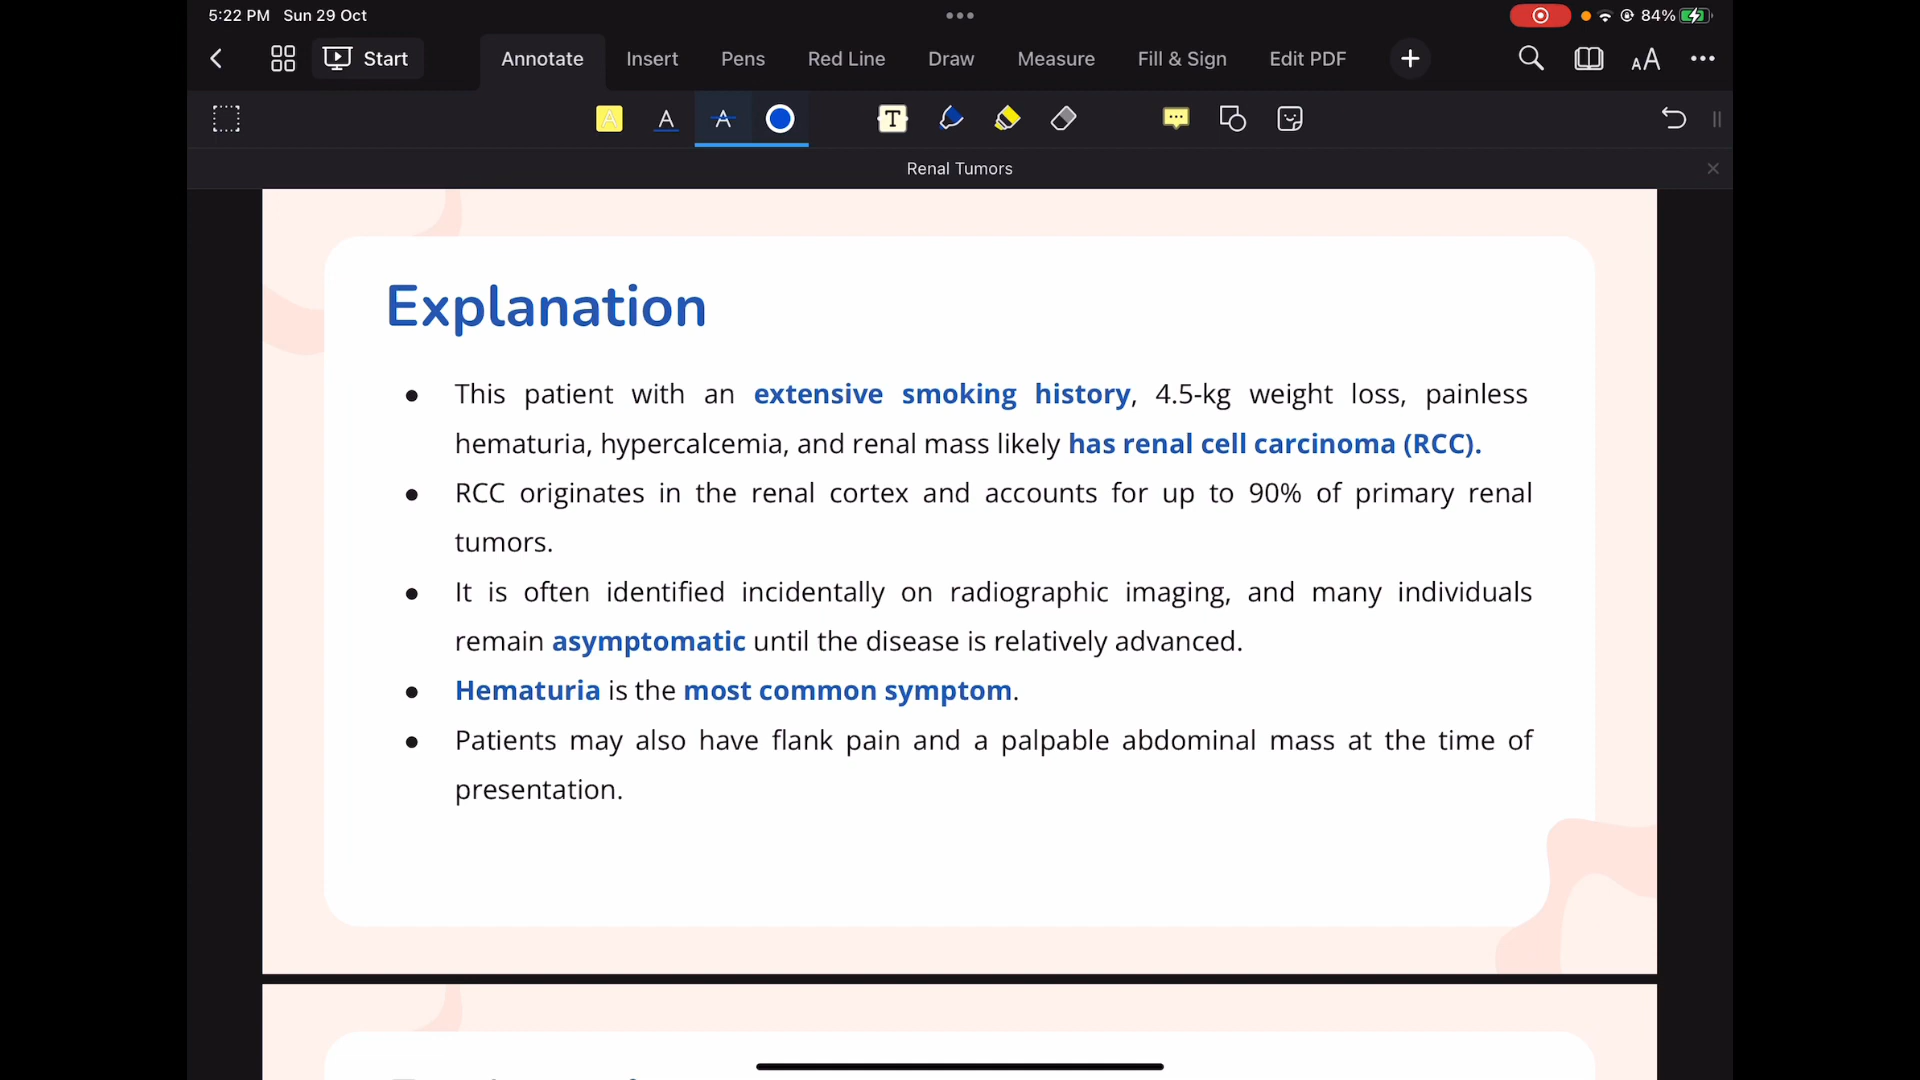 5:22 PM Sun 29 Oct
84%
Start
Annotate Insert Pens Red Line Draw Measure Fill & Sign Edit PDF
Renal Tumors
Explanation
● This patient with an extensive smoking history, 4.5-kg weight loss, painless
hematuria, hypercalcemia, and renal mass likely has renal cell carcinoma (RCC).
● RCC originates in the renal cortex and accounts for up to 90% of primary renal
tumors.
● It is often identified incidentally on radiographic imaging, and many individuals
remain asymptomatic until the disease is relatively advanced.
● Hematuria is the most common symptom.
● Patients may also have flank pain and a palpable abdominal mass at the time of
presentation.